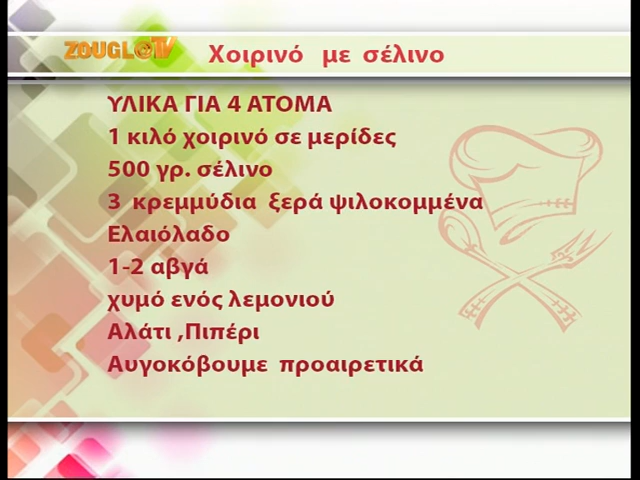 ZOUGL@TV
Χοιρινό με σέλινο
ΥΛΙΚΑ ΓΙΑ 4 ΑΤΟΜΑ
1 κιλό χοιρινό σε μερίδες
500 γρ. σέλινο
3 κρεμμύδια ξερά ψιλοκομμένα
Ελαιόλαδο
1-2 αβγά
χυμό ενός λεμονιού
Αλάτι ,Πιπέρι
Αυγοκόβουμε προαιρετικά